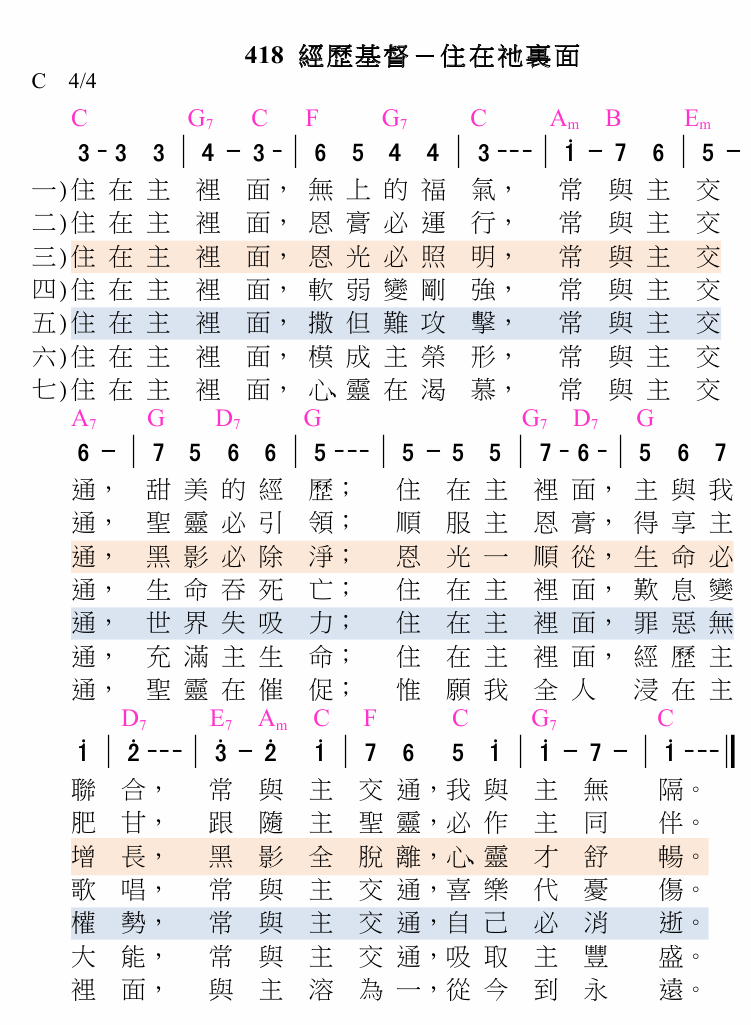 418 經歷基督－住在祂裏面
C 4/4
C G7 C F G7 C Am B Em
3 - 3 3 | 4 - 3 - | 6 5 4 4 | 3 - - - | i - 7 6 | 5 -
一)住在主裡面，無上的福氣，常與主交
二)住在主裡面，恩膏必運行，常與主交
三)住在主裡面，恩光必照明，常與主交
四)住在主裡面，軟弱變剛強，常與主交
五)住在主裡面，撒但難攻擊，常與主交
六)住在主裡面，模成主榮形，常與主交
七)住在主裡面，心、靈在渴慕，常與主交
A7 G D7 G G7 D7 G
6 - | 7 5 6 6 | 5 - - - | 5 - 5 5 | 7 - 6 - | 5 6 7
通，甜美的經歷；住在主裡面，主與我
通，聖靈必引領；順服主恩膏，得享主
通，黑影必除淨；恩光一順從，生命必
通，生命吞死亡；住在主裡面，歎息變
通，世界失吸力；住在主裡面，罪惡無
通，充滿主生命；住在主裡面，經歷主
通，聖靈在催促；惟願我全人浸在主
D7 E7 Am C F C G7 C
i | 2̇ - - - | 3̇ - 2̇ i | 7 6 5 i | i - 7 - | i - - - ‖
聯合，常與主交通，我與主無隔。
肥甘，跟隨主聖靈，必作主同伴。
增長，黑影全脫離，心、靈才舒暢。
歌唱，常與主交通，喜樂代憂傷。
權勢，常與主交通，自己必消逝。
大能，常與主交通，吸取主豐盛。
裡面，與主溶為一，從今到永遠。